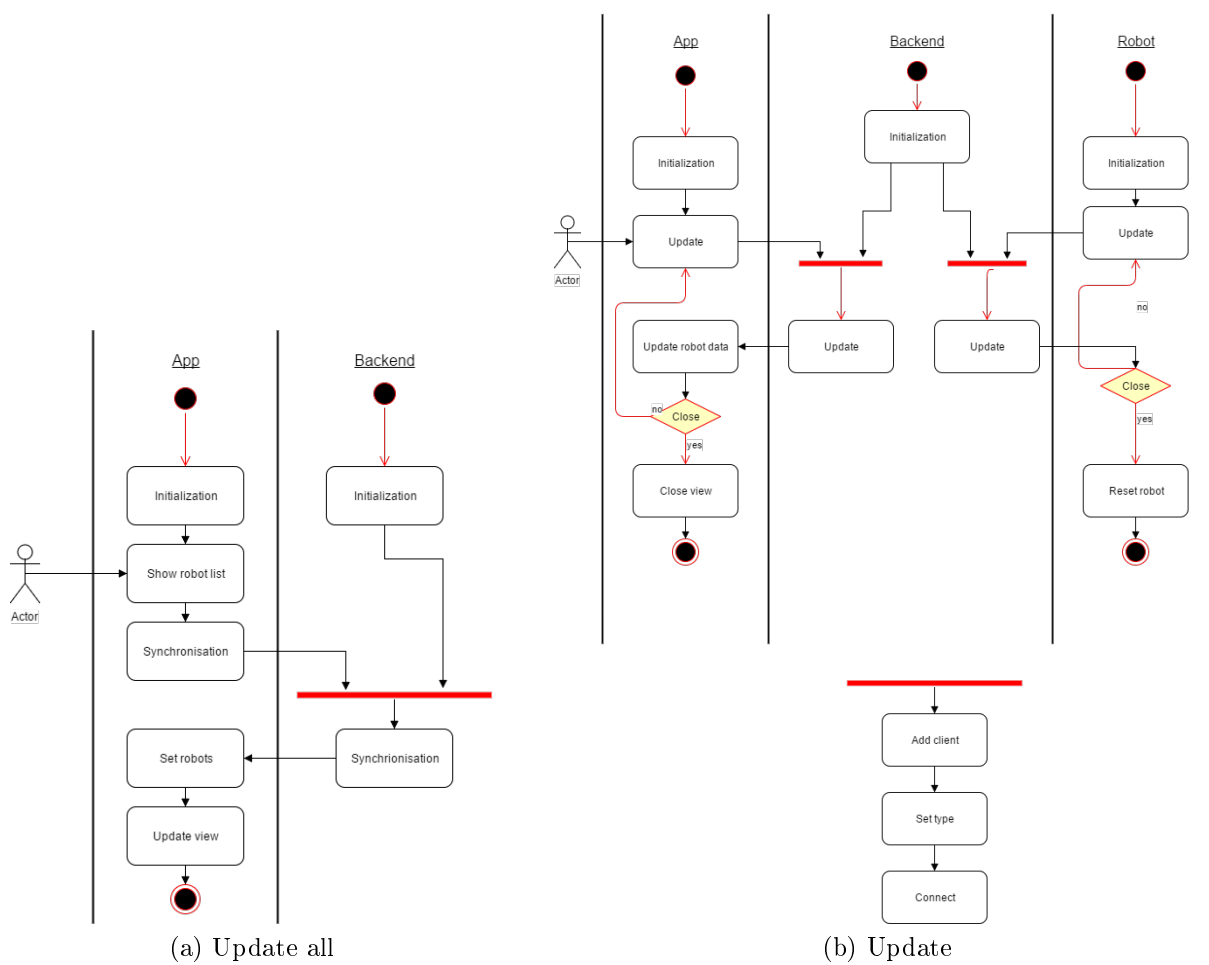 App
Backend
Initialization
Initialization
Actor
Show robot list
Synchronisation
Set robots
Synchrionisation
Update view
(a) Update all
App
Backend
Robot
Initialization
Initialization
Initialization
Actor
Update
Update
no
Update robot data
Update
Update
no
Close
Close
yes
yes
Close view
Reset robot
Add client
Set type
Connect
(b) Update